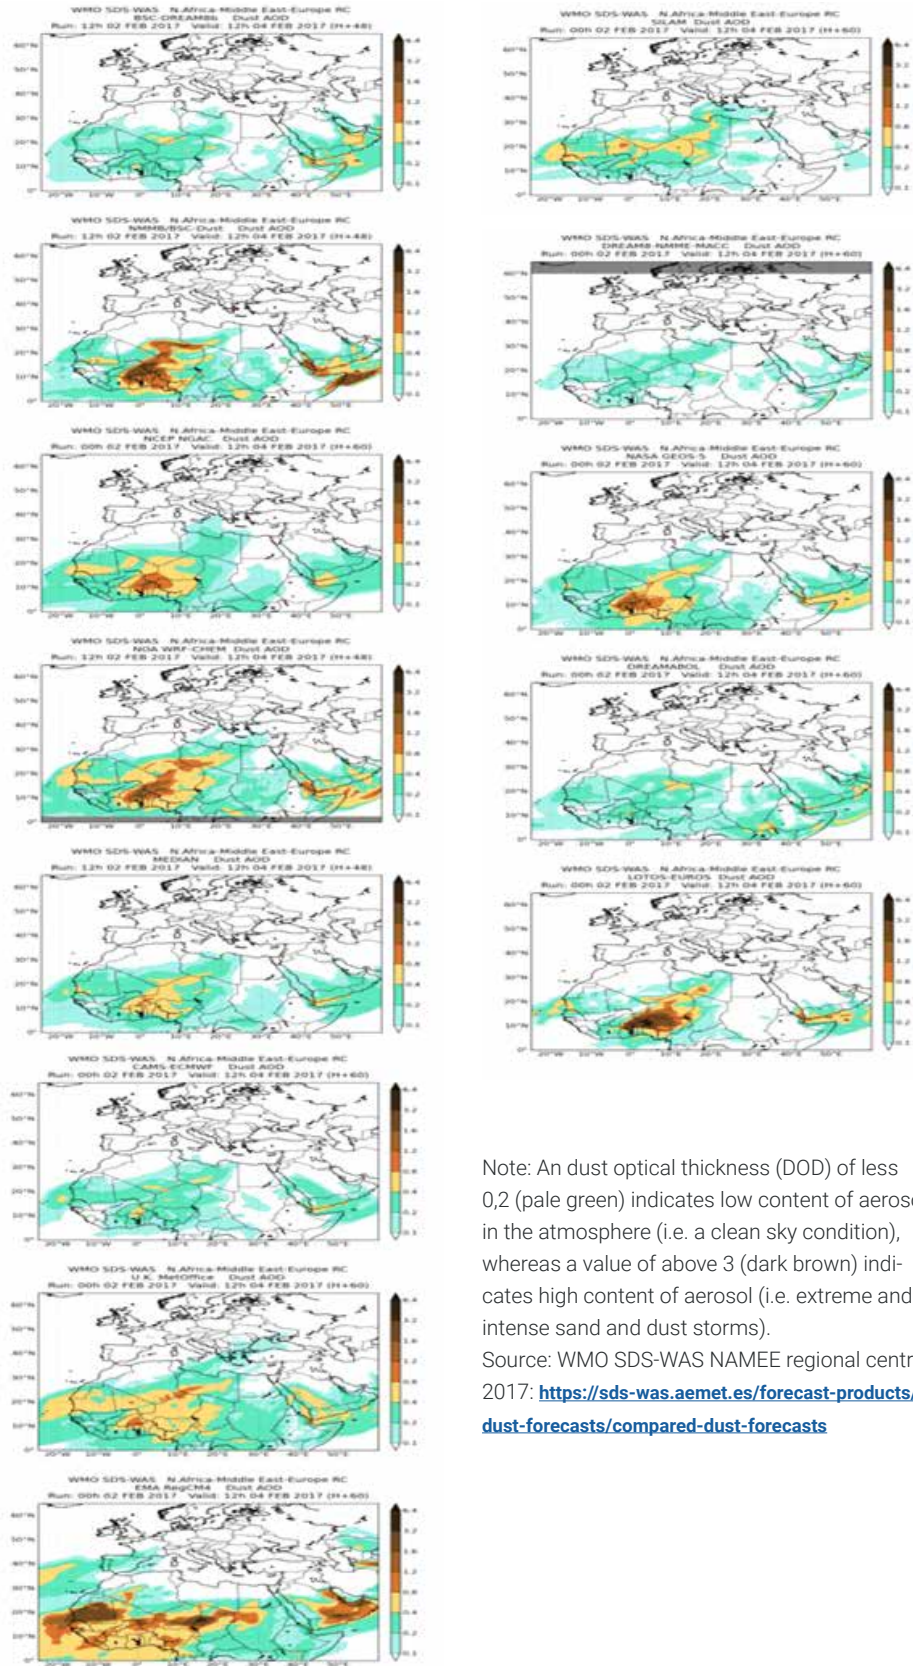 WMO SDS-WAS N.Africa-Middle East-Europe RC
BSC-DREAM8b Dust AOD
Run: 12h 02 FEB 2017 Valid: 12h 04 FEB 2017 (H+48)
WMO SDS-WAS N.Africa-Middle East-Europe RC
NMMB/BSC-Dust Dust AOD
Run: 12h 02 FEB 2017 Valid: 12h 04 FEB 2017 (H+48)
WMO SDS-WAS N.Africa-Middle East-Europe RC
NCEP NGAC Dust AOD
Run: 00h 02 FEB 2017 Valid: 12h 04 FEB 2017 (H+60)
WMO SDS-WAS N.Africa-Middle East-Europe RC
NOA WRF-CHEM Dust AOD
Run: 12h 02 FEB 2017 Valid: 12h 04 FEB 2017 (H+48)
WMO SDS-WAS N.Africa-Middle East-Europe RC
MEDIAN Dust AOD
Run: 12h 02 FEB 2017 Valid: 12h 04 FEB 2017 (H+48)
WMO SDS-WAS N.Africa-Middle East-Europe RC
CAMS-ECMWF Dust AOD
Run: 00h 02 FEB 2017 Valid: 12h 04 FEB 2017 (H+60)
WMO SDS-WAS N.Africa-Middle East-Europe RC
U.K. MetOffice Dust AOD
Run: 00h 02 FEB 2017 Valid: 12h 04 FEB 2017 (H+60)
WMO SDS-WAS N.Africa-Middle East-Europe RC
EMA RegCM4 Dust AOD
Run: 00h 02 FEB 2017 Valid: 12h 04 FEB 2017 (H+60)
WMO SDS-WAS N.Africa-Middle East-Europe RC
SILAM Dust AOD
Run: 00h 02 FEB 2017 Valid: 12h 04 FEB 2017 (H+60)
WMO SDS-WAS N.Africa-Middle East-Europe RC
DREAM8-NMME-MACC Dust AOD
Run: 00h 02 FEB 2017 Valid: 12h 04 FEB 2017 (H+60)
WMO SDS-WAS N.Africa-Middle East-Europe RC
NASA GEOS-5 Dust AOD
Run: 00h 02 FEB 2017 Valid: 12h 04 FEB 2017 (H+60)
WMO SDS-WAS N.Africa-Middle East-Europe RC
DREAMABOL Dust AOD
Run: 00h 02 FEB 2017 Valid: 12h 04 FEB 2017 (H+60)
WMO SDS-WAS N.Africa-Middle East-Europe RC
LOTOS-EUROS Dust AOD
Run: 00h 02 FEB 2017 Valid: 12h 04 FEB 2017 (H+60)
Note: An dust optical thickness (DOD) of less
0,2 (pale green) indicates low content of aeroso
in the atmosphere (i.e. a clean sky condition),
whereas a value of above 3 (dark brown) indi-
cates high content of aerosol (i.e. extreme and
intense sand and dust storms).
Source: WMO SDS-WAS NAMEE regional centr
2017: https://sds-was.aemet.es/forecast-products/
dust-forecasts/compared-dust-forecasts